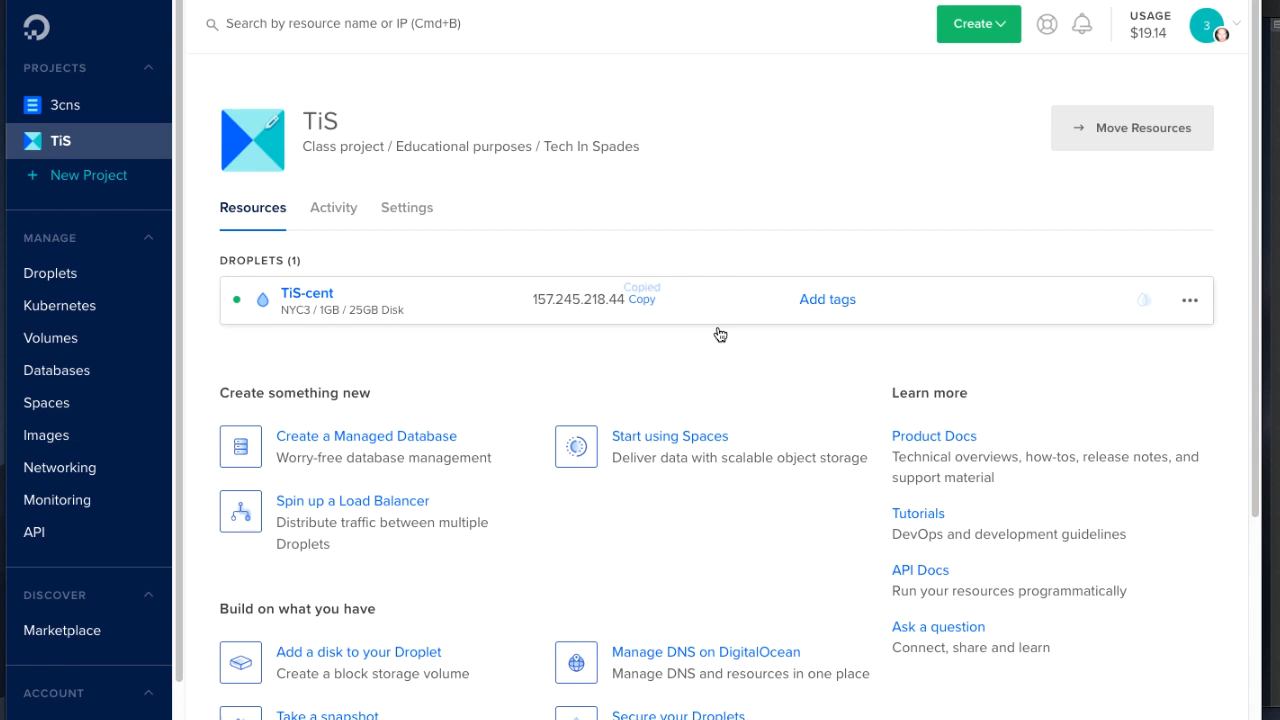 Search by resource name or IP (Cmd+B)
Create
USAGE
$19.14
3
PROJECTS
3cns
TiS
+ New Project
MANAGE
Droplets
Kubernetes
Volumes
Databases
Spaces
Images
Networking
Monitoring
API
DISCOVER
Marketplace
ACCOUNT
TiS
Class project / Educational purposes / Tech In Spades
→ Move Resources
Resources Activity Settings
DROPLETS (1)
TiS-cent
NYC3 / 1GB / 25GB Disk
157.245.218.44 Copy
Copied
Add tags
Create something new
Create a Managed Database
Worry-free database management
Start using Spaces
Deliver data with scalable object storage
Spin up a Load Balancer
Distribute traffic between multiple
Droplets
Learn more
Product Docs
Technical overviews, how-tos, release notes, and
support material
Tutorials
DevOps and development guidelines
API Docs
Run your resources programmatically
Ask a question
Connect, share and learn
Build on what you have
Add a disk to your Droplet
Create a block storage volume
Manage DNS on DigitalOcean
Manage DNS and resources in one place
Take a snapshot
Secure your Droplets